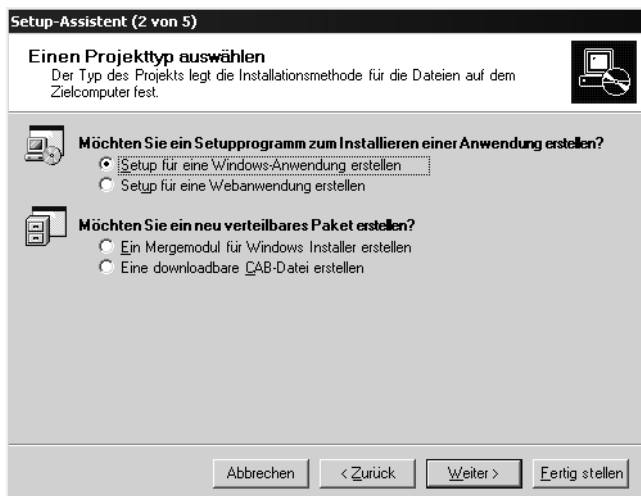 Setup-Assistent (2 von 5)
Einen Projekttyp auswählen
Der Typ des Projekts legt die Installationsmethode für die Dateien auf dem
Zielcomputer fest.
Möchten Sie ein Setupprogramm zum Installieren einer Anwendung erstellen?
Setup für eine Windows-Anwendung erstellen
Setup für eine Webanwendung erstellen
Möchten Sie ein neu verteilbares Paket erstellen?
Ein Mergemodul für Windows Installer erstellen
Eine downloadbare CAB-Datei erstellen
Abbrechen < Zurück Weiter > Fertig stellen